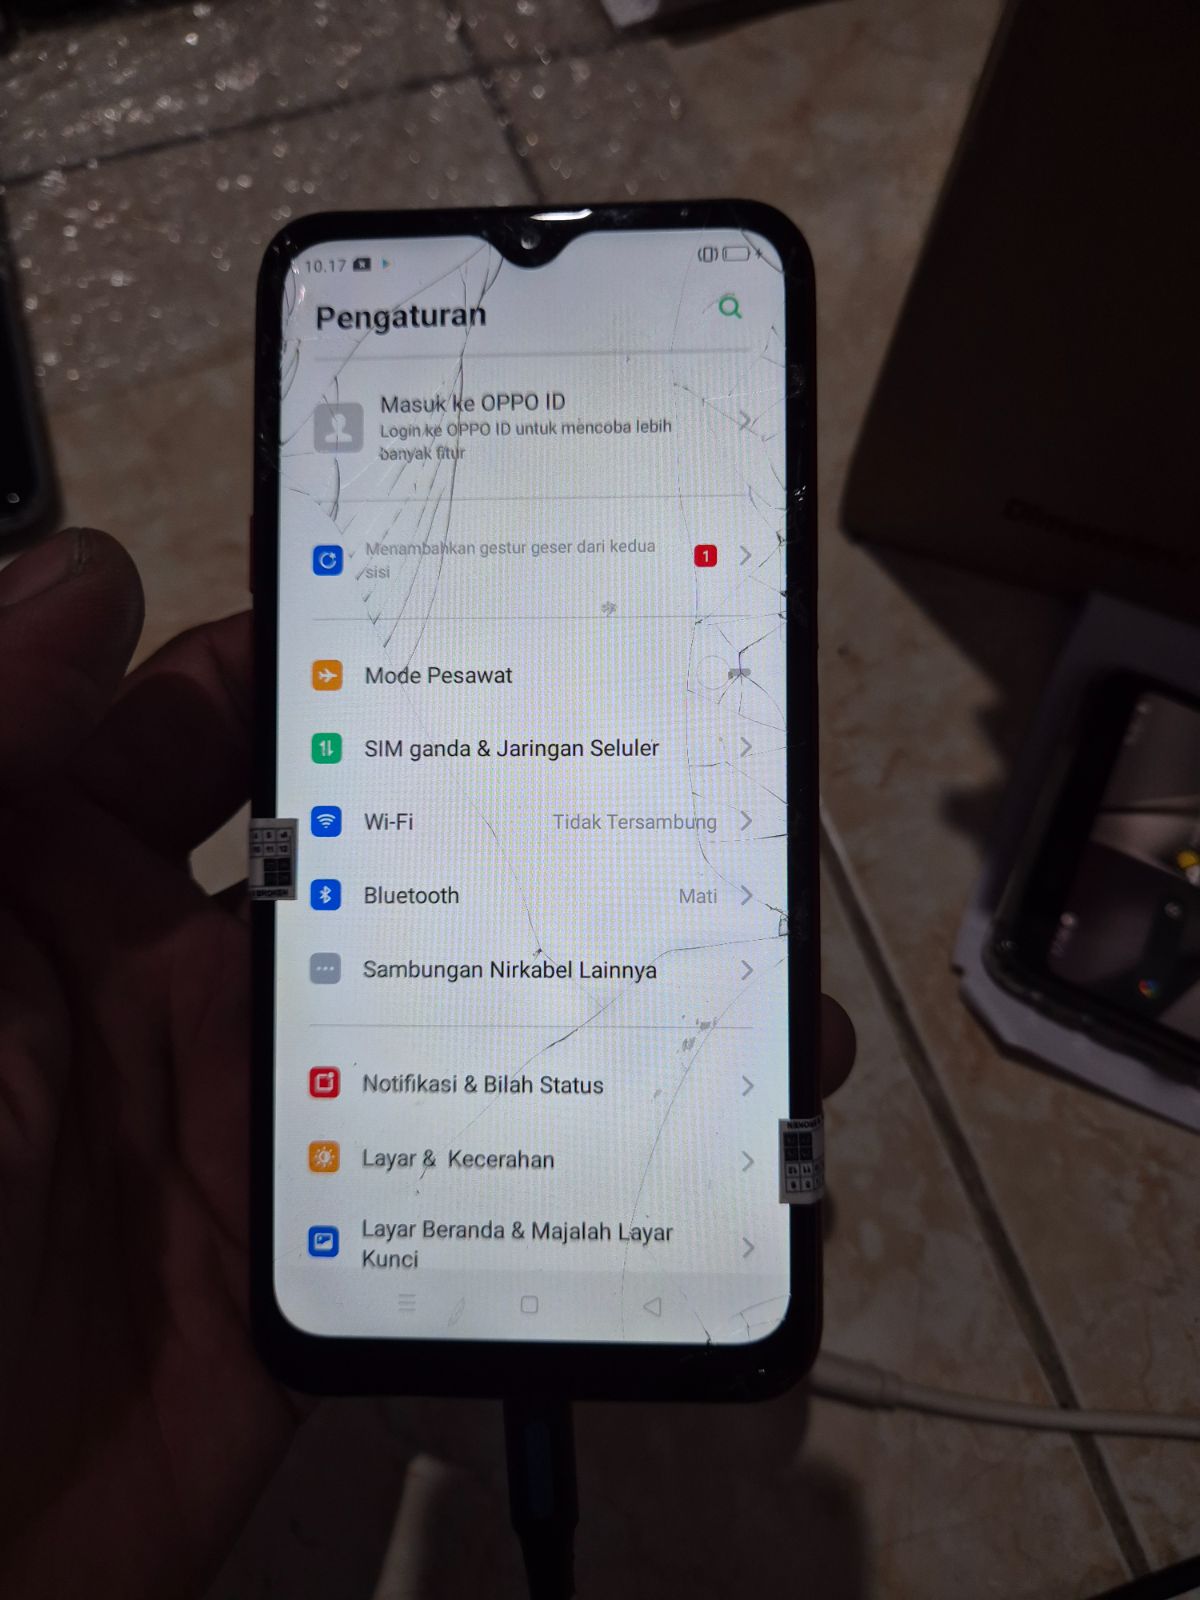 10.17
Pengaturan
Masuk ke OPPO ID
Login ke OPPO ID untuk mencoba lebih
banyak fitur
Menambahkan gestur geser dari kedua
sisi
1
Mode Pesawat
SIM ganda & Jaringan Seluler
Wi-Fi
Tidak Tersambung
Bluetooth
Mati
Sambungan Nirkabel Lainnya
Notifikasi & Bilah Status
Layar & Kecerahan
Layar Beranda & Majalah Layar
Kunci